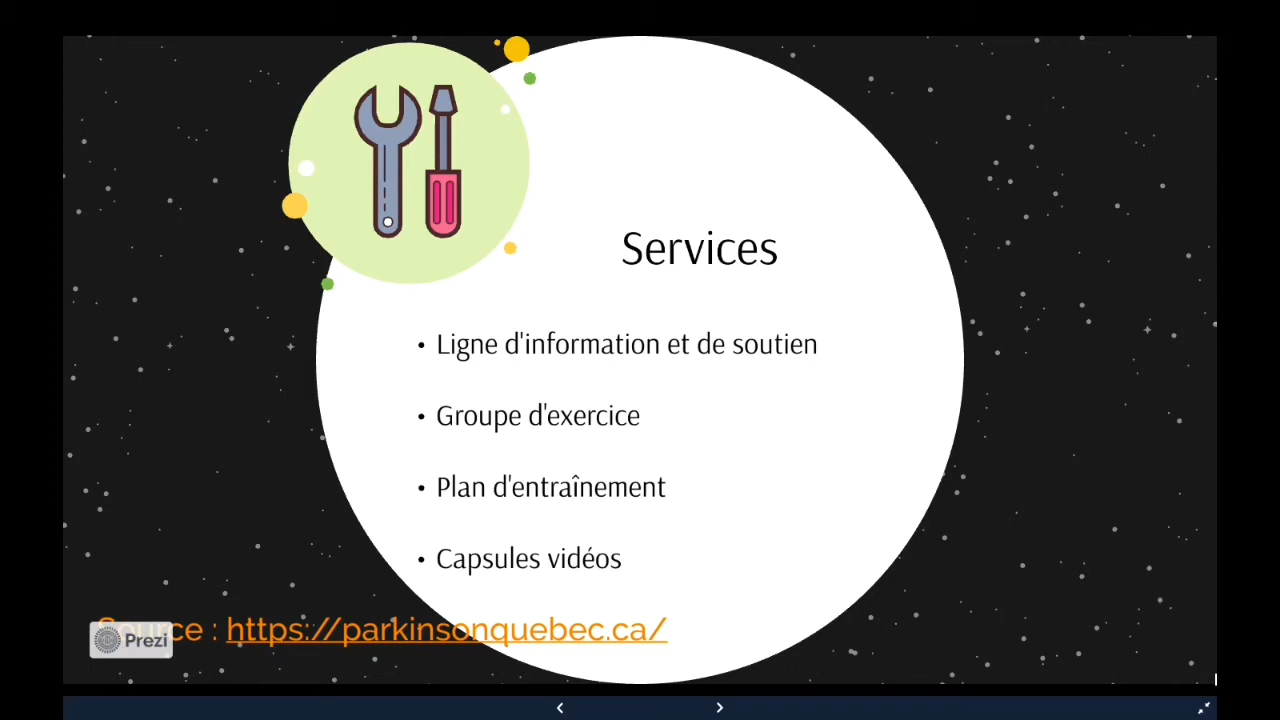 Services
• Ligne d'information et de soutien
• Groupe d'exercice
• Plan d'entraînement
• Capsules vidéos
Source : https://parkinsonquebec.ca/
Prezi